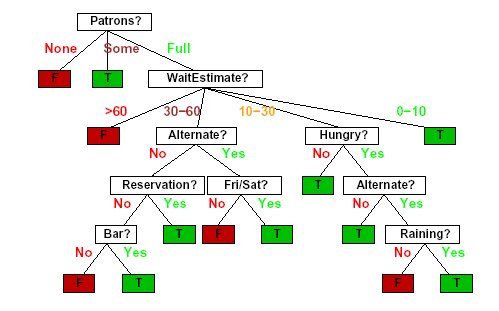 Patrons?
None Some Full
F T WaitEstimate?
>60 30−60 10−30 0−10
F Alternate? Hungry? T
No Yes No Yes
Reservation? Fri/Sat? T Alternate?
No Yes No Yes No Yes
Bar? T F T T Raining?
No Yes No Yes
F T F T